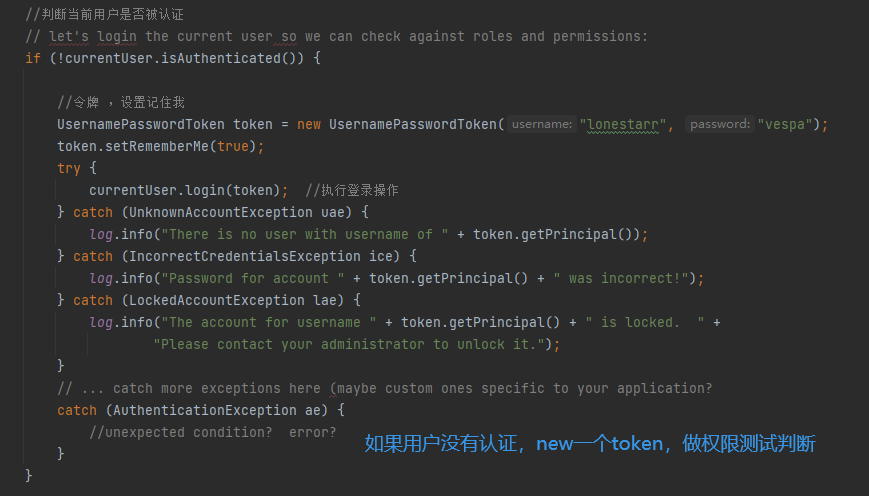 //判断当前用户是否被认证
// let's login the current user so we can check against roles and permissions:
if (!currentUser.isAuthenticated()) {
//令牌 ，设置记住我
UsernamePasswordToken token = new UsernamePasswordToken( username: "lonestarr", password: "vespa");
token.setRememberMe(true);
try {
currentUser.login(token);  //执行登录操作
} catch (UnknownAccountException uae) {
log.info("There is no user with username of " + token.getPrincipal());
} catch (IncorrectCredentialsException ice) {
log.info("Password for account " + token.getPrincipal() + " was incorrect!");
} catch (LockedAccountException lae) {
log.info("The account for username " + token.getPrincipal() + " is locked.  " +
"Please contact your administrator to unlock it.");
}
// ... catch more exceptions here (maybe custom ones specific to your application?
catch (AuthenticationException ae) {
//unexpected condition?  error?
如果用户没有认证，new一个token，做权限测试判断
}
}